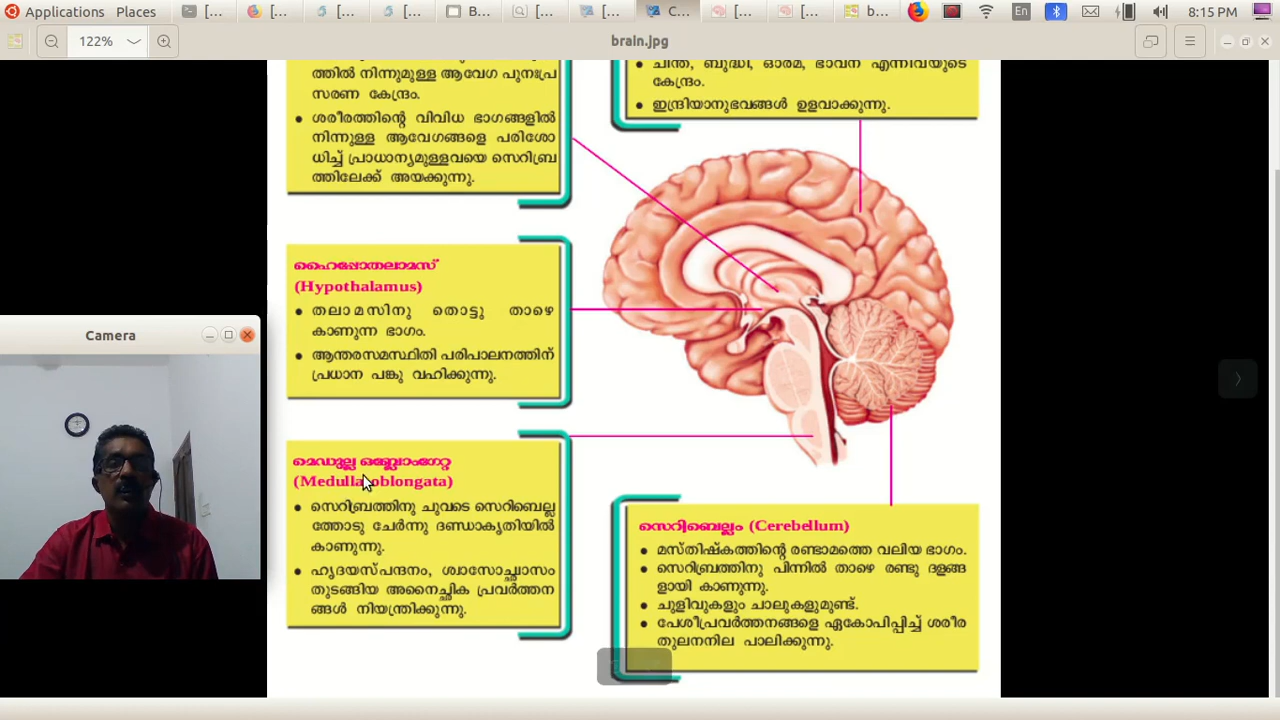 Applications Places [... [... [... [... B... [... [... C... [... [... b... En 8:15 PM
122% brain.jpg
ത്തിൽ നിന്നുമുള്ള ആവേഗ പുനഃപ്ര
സരണ കേന്ദ്രം.
● ശരീരത്തിന്റെ വിവിധ ഭാഗങ്ങളിൽ
നിന്നുള്ള ആവേഗങ്ങളെ പരിശോ
ധിച്ച് പ്രാധാന്യമുള്ളവയെ സെറിബ്ര
ത്തിലേക്ക് അയക്കുന്നു.
● ചിന്ത, ബുദ്ധി, ഓർമ, ഭാവന എന്നിവയുടെ
കേന്ദ്രം.
● ഇന്ദ്രിയാനുഭവങ്ങൾ ഉളവാക്കുന്നു.
ഹൈപ്പോതലാമസ്
(Hypothalamus)
● തലാമസിനു തൊട്ടു താഴെ
കാണുന്ന ഭാഗം.
● ആന്തരസമസ്ഥിതി പരിപാലനത്തിന്
പ്രധാന പങ്കു വഹിക്കുന്നു.
Camera
മെഡുല്ല ഒബ്ലോംഗേറ്റ
(Medulla oblongata)
● സെറിബ്രത്തിനു ചുവടെ സെറിബെല്ല
ത്തോടു ചേർന്നു ദണ്ഡാകൃതിയിൽ
കാണുന്നു.
● ഹൃദയസ്പന്ദനം, ശ്വാസോച്ഛ്വാസം
തുടങ്ങിയ അനൈച്ഛിക പ്രവർത്തന
ങ്ങൾ നിയന്ത്രിക്കുന്നു.
സെറിബെല്ലം (Cerebellum)
● മസ്തിഷ്കത്തിന്റെ രണ്ടാമത്തെ വലിയ ഭാഗം.
● സെറിബ്രത്തിനു പിന്നിൽ താഴെ രണ്ടു ദളങ്ങ
ളായി കാണുന്നു.
● ചുളിവുകളും ചാലുകളുമുണ്ട്.
● പേശീപ്രവർത്തനങ്ങളെ ഏകോപിപ്പിച്ച് ശരീര
തുലനനില പാലിക്കുന്നു.